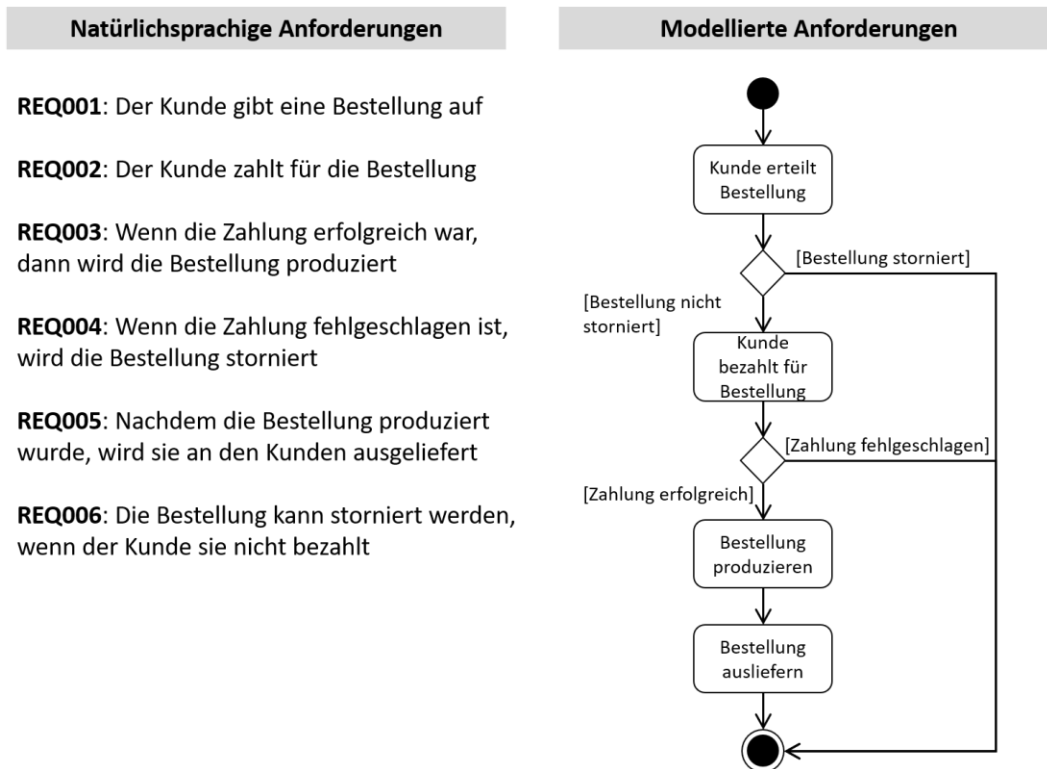 Natürlichsprachige Anforderungen
Modellierte Anforderungen
REQ001: Der Kunde gibt eine Bestellung auf
REQ002: Der Kunde zahlt für die Bestellung
REQ003: Wenn die Zahlung erfolgreich war,
dann wird die Bestellung produziert
REQ004: Wenn die Zahlung fehlgeschlagen ist,
wird die Bestellung storniert
REQ005: Nachdem die Bestellung produziert
wurde, wird sie an den Kunden ausgeliefert
REQ006: Die Bestellung kann storniert werden,
wenn der Kunde sie nicht bezahlt
Kunde erteilt
Bestellung
[Bestellung storniert]
[Bestellung nicht
storniert]
Kunde
bezahlt für
Bestellung
[Zahlung fehlgeschlagen]
[Zahlung erfolgreich]
Bestellung
produzieren
Bestellung
ausliefern